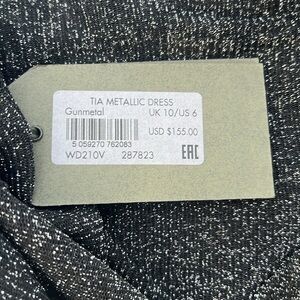 TIA METALLIC DRESS
Gunmetal UK 10/US 6
USD $155.00
5 059270 762083
WD210V 287823 EAC